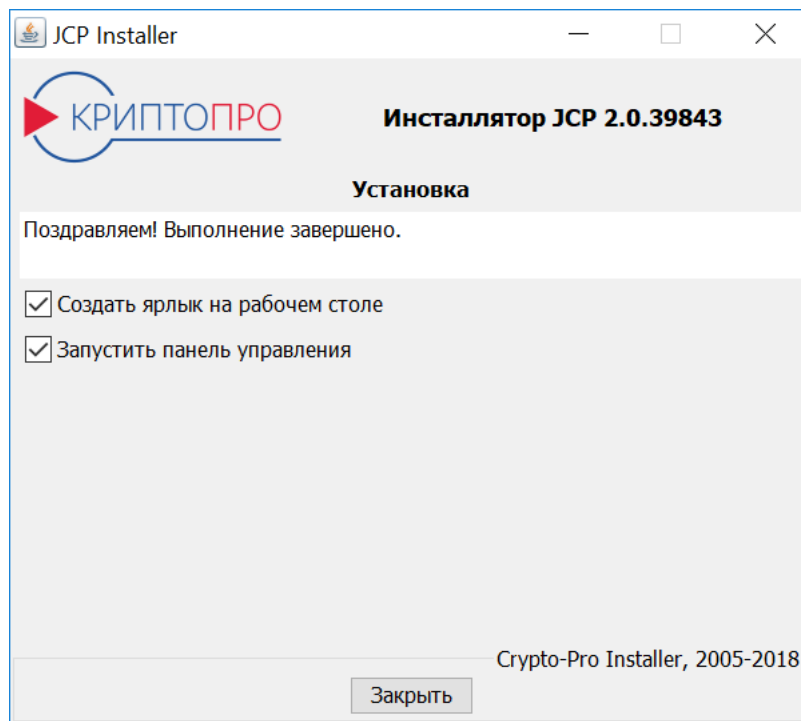 JCP Installer
КРИПТОПРО
Инсталлятор JCP 2.0.39843
Установка
Поздравляем! Выполнение завершено.
Создать ярлык на рабочем столе
Запустить панель управления
Crypto-Pro Installer, 2005-2018
Закрыть